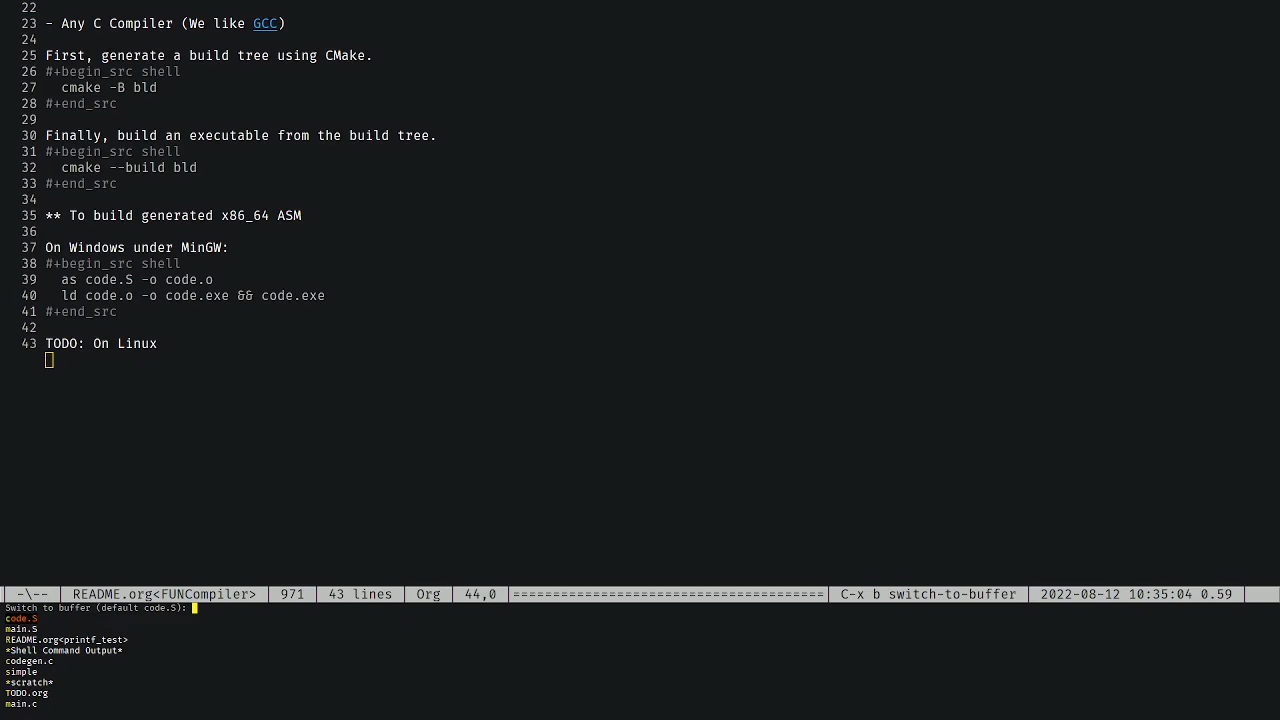 22
23 - Any C Compiler (We like GCC)
24
25 First, generate a build tree using CMake.
26 #+begin_src shell
27   cmake -B bld
28 #+end_src
29
30 Finally, build an executable from the build tree.
31 #+begin_src shell
32   cmake --build bld
33 #+end_src
34
35 ** To build generated x86_64 ASM
36
37 On Windows under MinGW:
38 #+begin_src shell
39   as code.S -o code.o
40   ld code.o -o code.exe && code.exe
41 #+end_src
42
43 TODO: On Linux
-\-- README.org<FUNCompiler> 971 43 lines Org 44,0 ======================================= C-x b switch-to-buffer 2022-08-12 10:35:04 0.59
Switch to buffer (default code.S):
code.S
main.S
README.org<printf_test>
*Shell Command Output*
codegen.c
simple
*scratch*
TODO.org
main.c